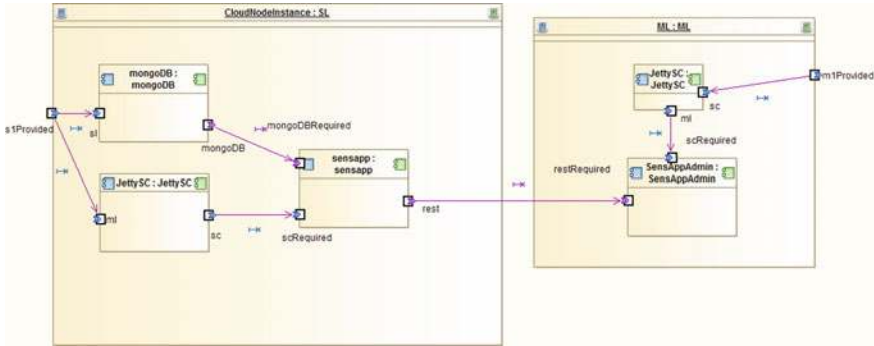 CloudNodeInstance : SL
mongoDB :
mongoDB
s1Provided
sl
mongoDB
mongoDBRequired
sensapp :
sensapp
JettySC : JettySC
ml
sc
scRequired
rest
ML : ML
JettySC :
JettySC
m1Provided
sc
ml
scRequired
restRequired
SensAppAdmin :
SensAppAdmin